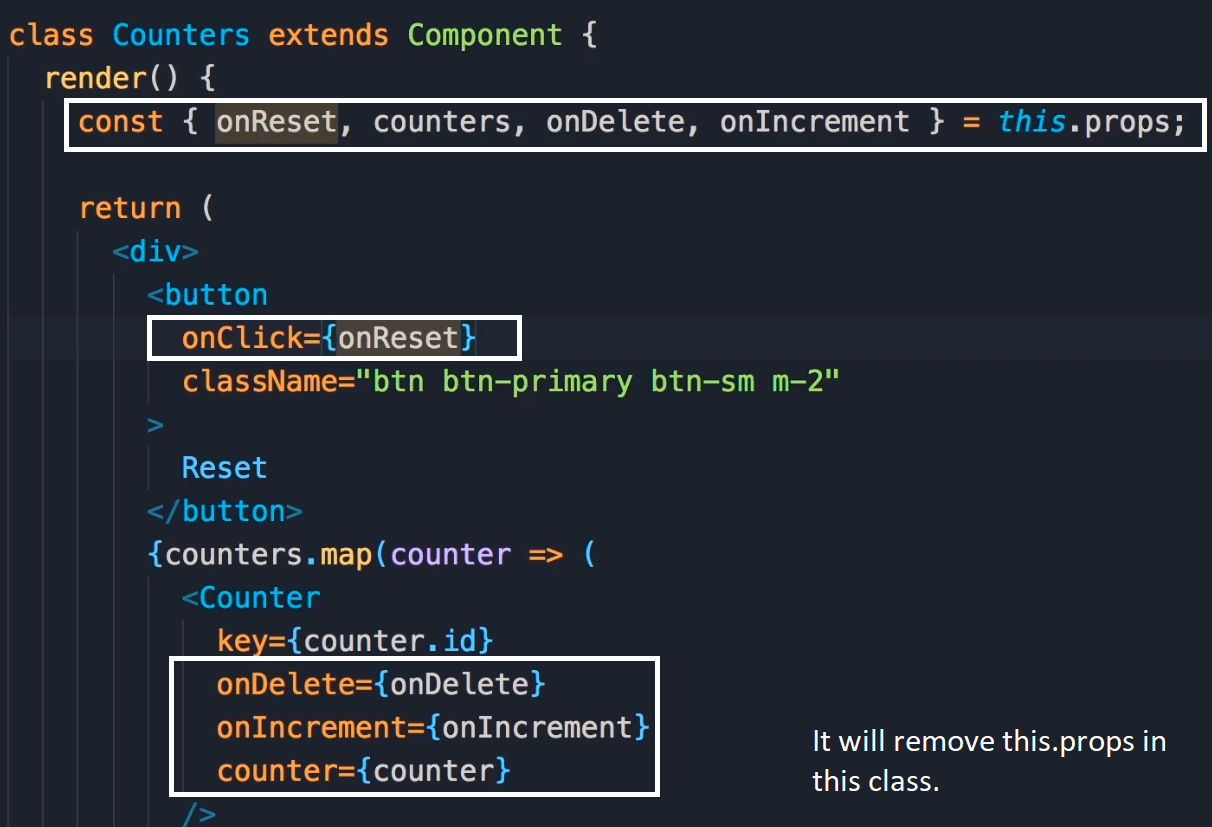 class Counters extends Component {
render() {
const { onReset, counters, onDelete, onIncrement } = this.props;
return (
<div>
<button
onClick={onReset}
className="btn btn-primary btn-sm m-2"
>
Reset
</button>
{counters.map(counter => (
<Counter
key={counter.id}
onDelete={onDelete}
onIncrement={onIncrement}
counter={counter}
/>
It will remove this.props in
this class.